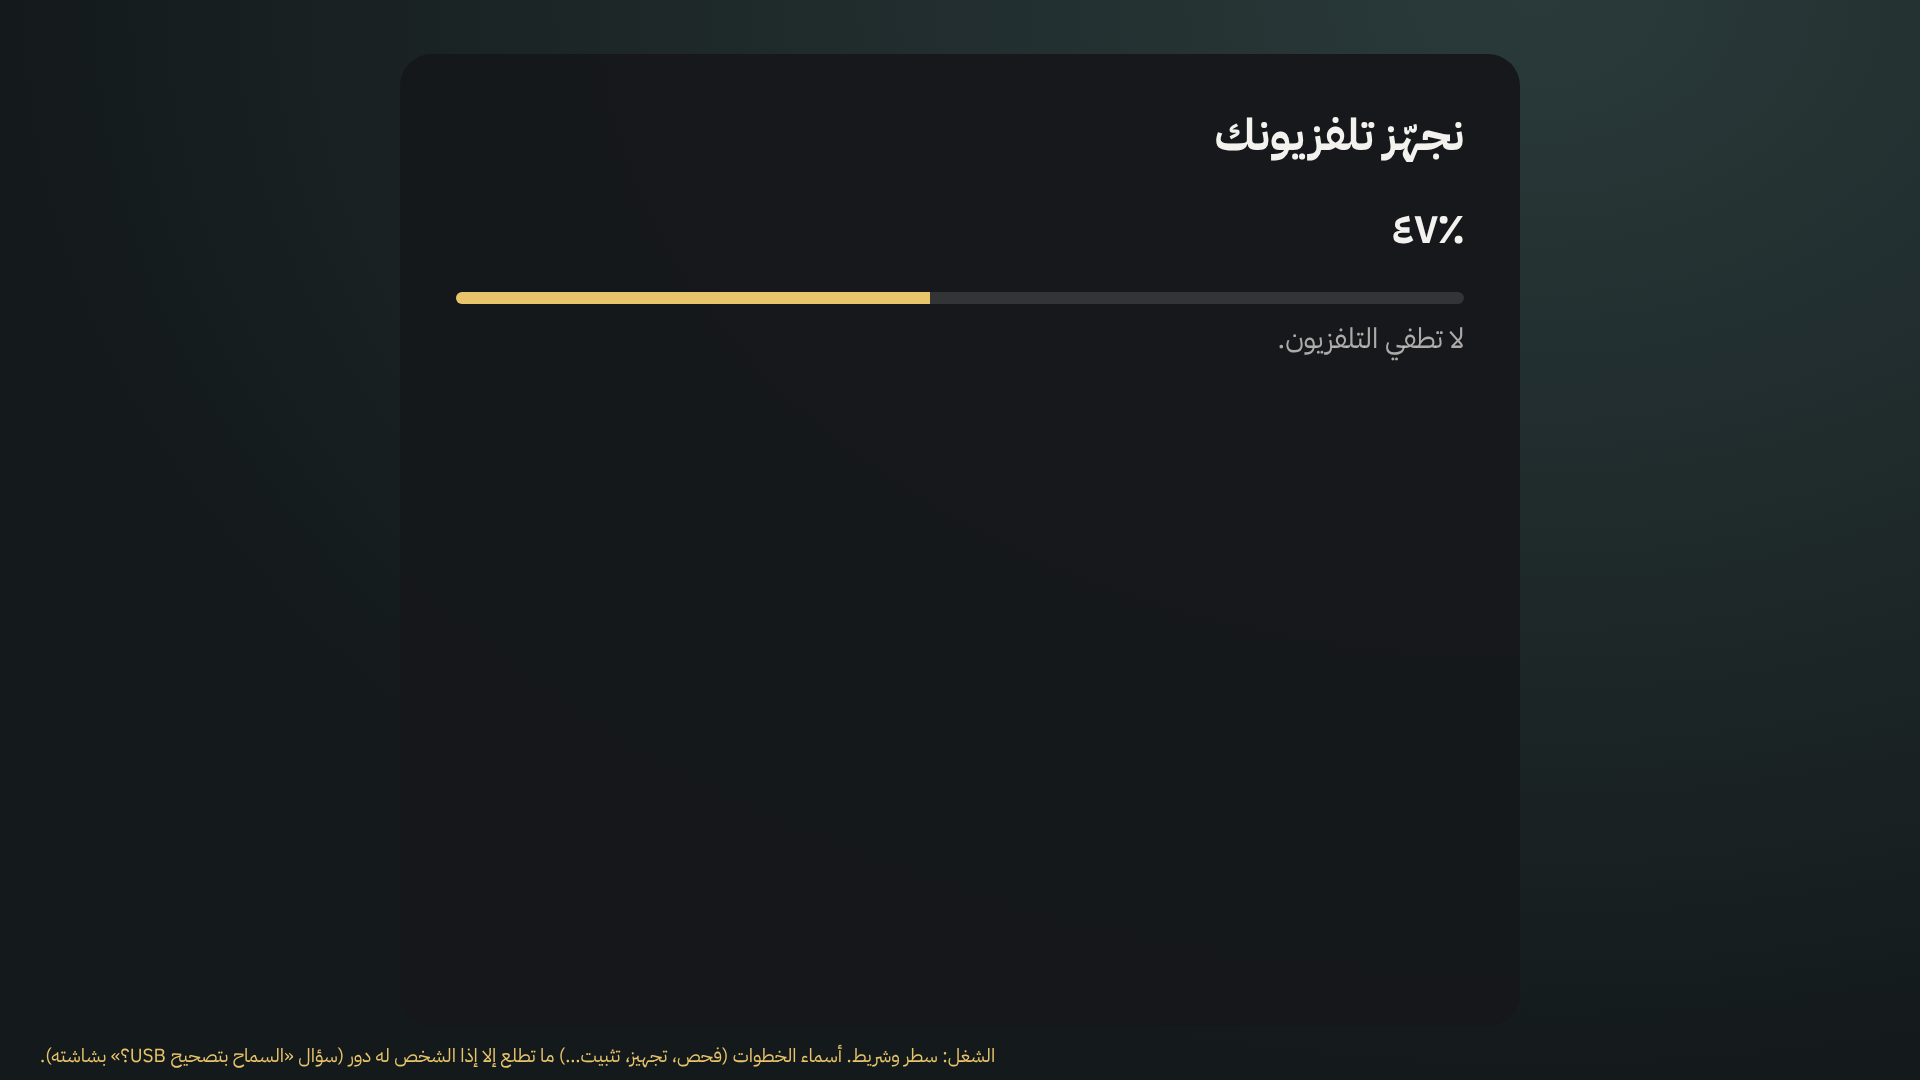 نجهّز تلفزيونك
٤٧٪
لا تطفي التلفزيون.
الشغل: سطر وشريط. أسماء الخطوات (فحص، تجهيز، تثبيت...) ما تطلع إلا إذا الشخص له دور (سؤال «السماح بتصحيح USB؟» بشاشته).